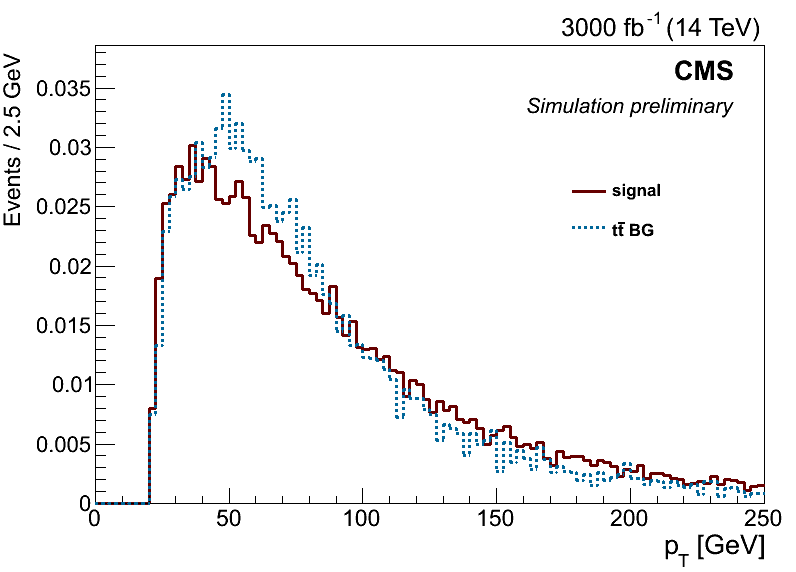 3000 fb⁻¹ (14 TeV)
CMS
Simulation preliminary
Events / 2.5 GeV
0.035
0.03
0.025
0.02
0.015
0.01
0.005
0
signal
tt̄ BG
0 50 100 150 200 250
p_T [GeV]